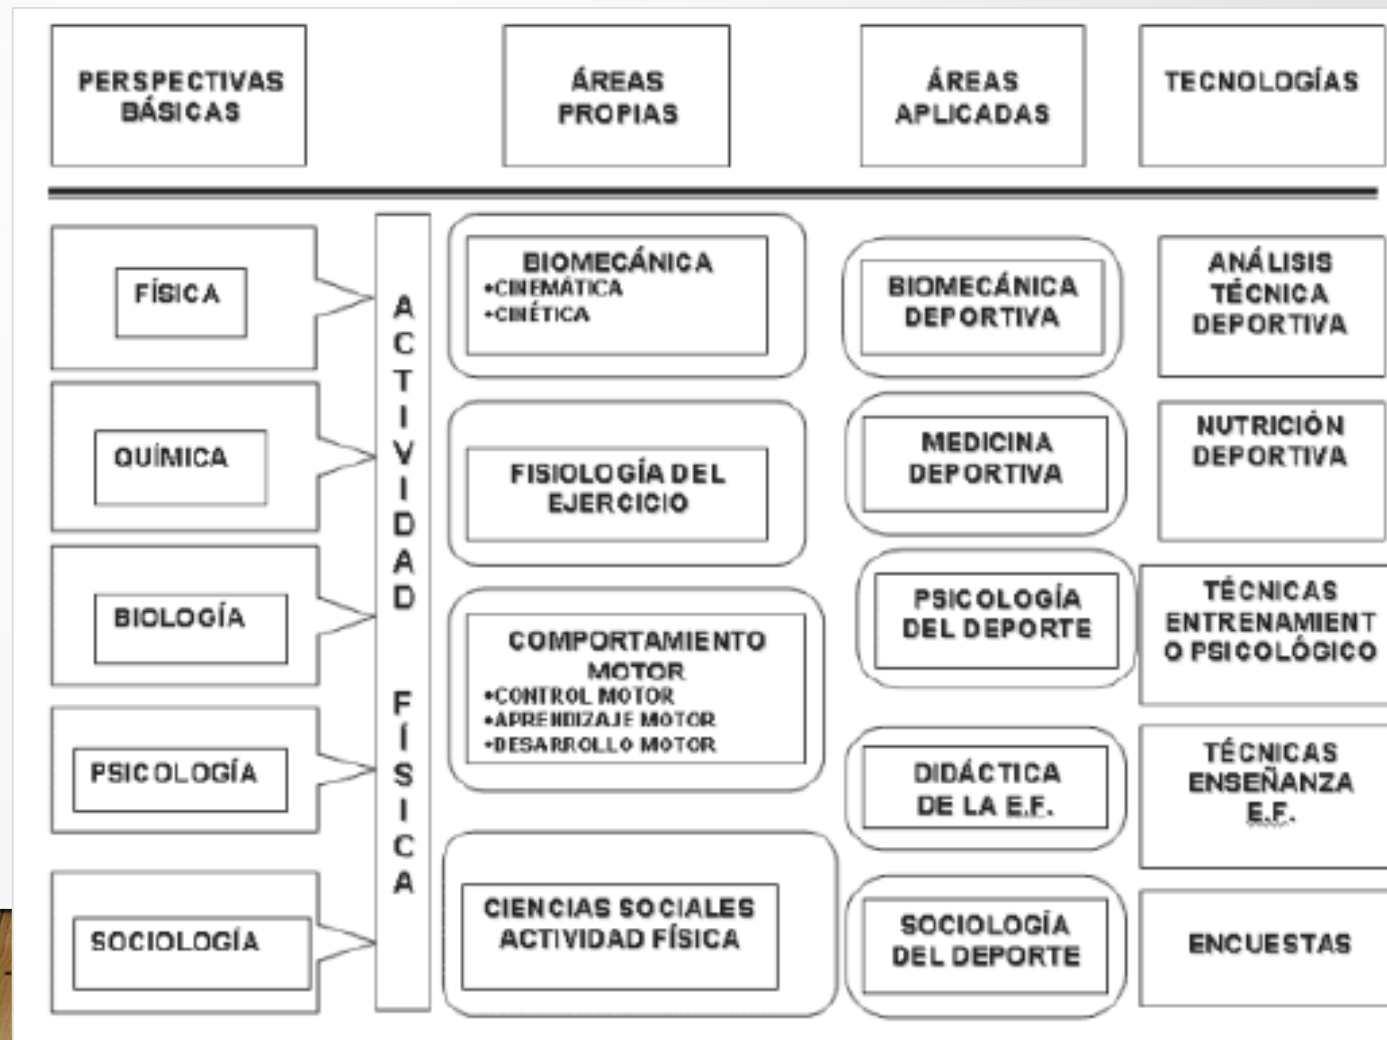 PERSPECTIVAS
BÁSICAS
ÁREAS
PROPIAS
ÁREAS
APLICADAS
TECNOLOGÍAS
FÍSICA
QUÍMICA
BIOLOGÍA
PSICOLOGÍA
SOCIOLOGÍA
ACTIVIDAD FÍSICA
BIOMECÁNICA
•CINEMÁTICA
•CINÉTICA
FISIOLOGÍA DEL
EJERCICIO
COMPORTAMIENTO
MOTOR
•CONTROL MOTOR
•APRENDIZAJE MOTOR
•DESARROLLO MOTOR
CIENCIAS SOCIALES
ACTIVIDAD FÍSICA
BIOMECÁNICA
DEPORTIVA
MEDICINA
DEPORTIVA
PSICOLOGÍA
DEL DEPORTE
DIDÁCTICA
DE LA E.F.
SOCIOLOGÍA
DEL DEPORTE
ANÁLISIS
TÉCNICA
DEPORTIVA
NUTRICIÓN
DEPORTIVA
TÉCNICAS
ENTRENAMIENT
O PSICOLÓGICO
TÉCNICAS
ENSEÑANZA
E.F.
ENCUESTAS